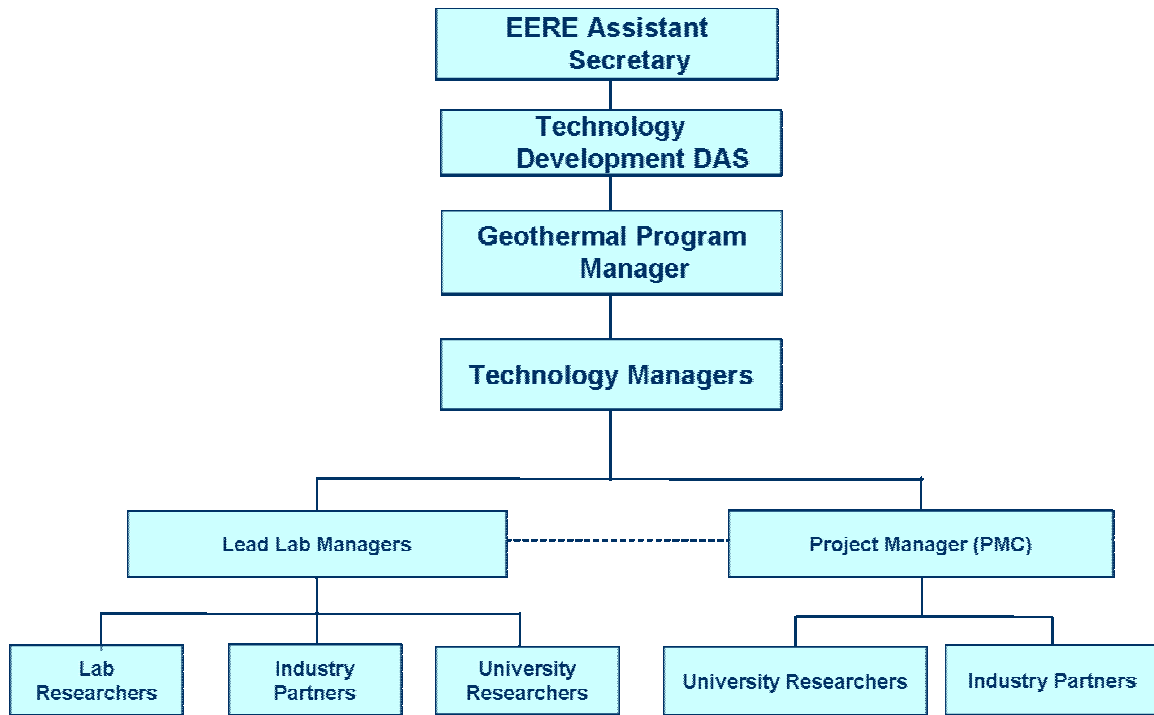 EERE Assistant
Secretary
Technology
Development DAS
Geothermal Program
Manager
Technology Managers
Lead Lab Managers
Project Manager (PMC)
Lab
Researchers
Industry
Partners
University
Researchers
University Researchers
Industry Partners